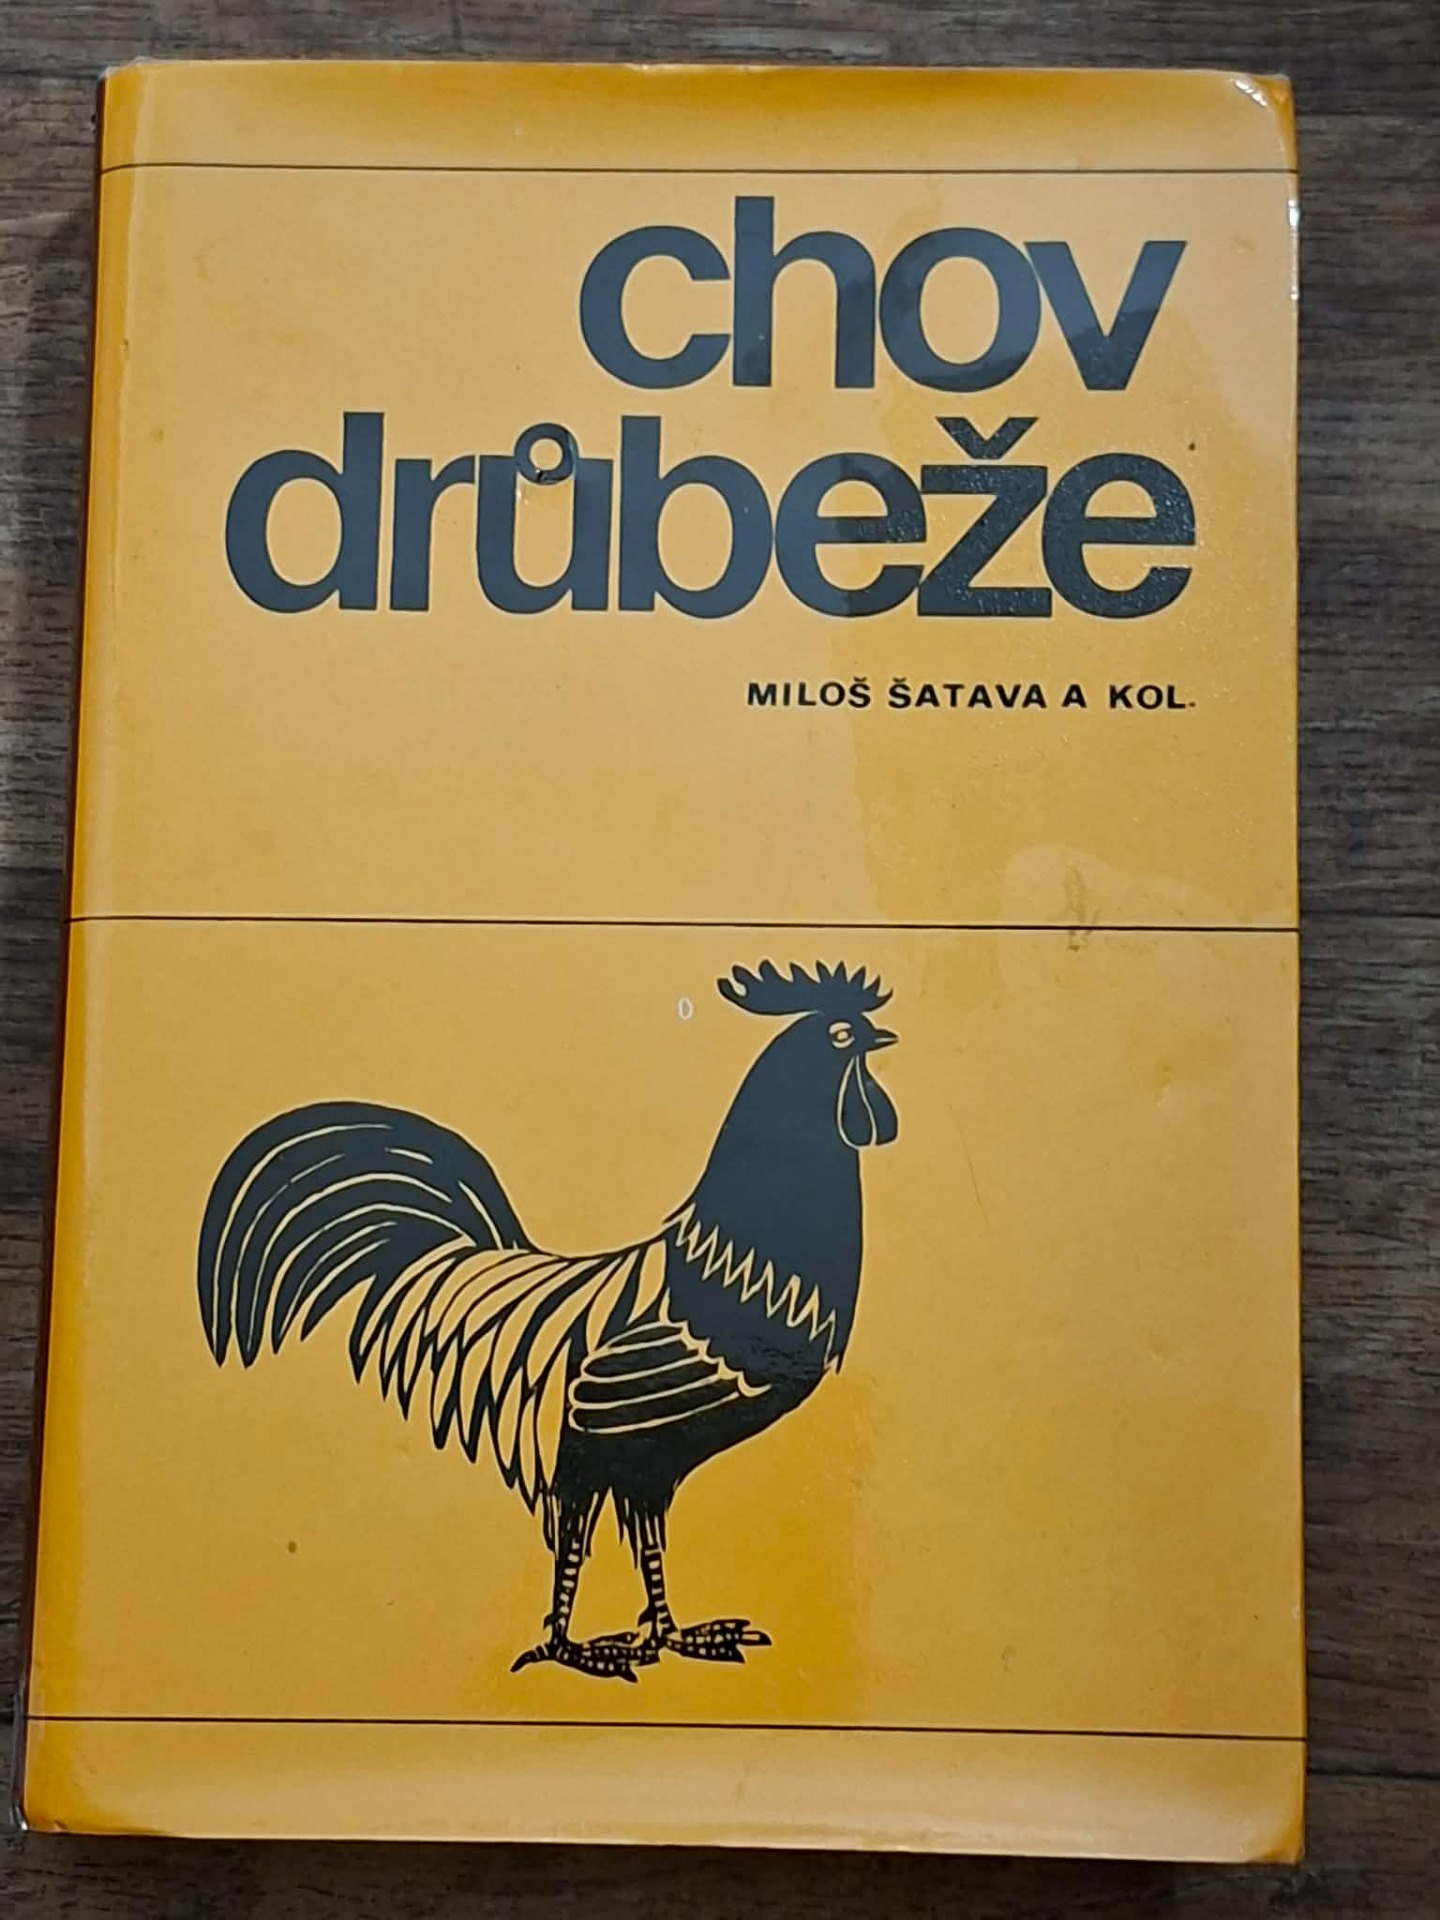 chov
drůbeže
MILOŠ ŠATAVA A KOL.